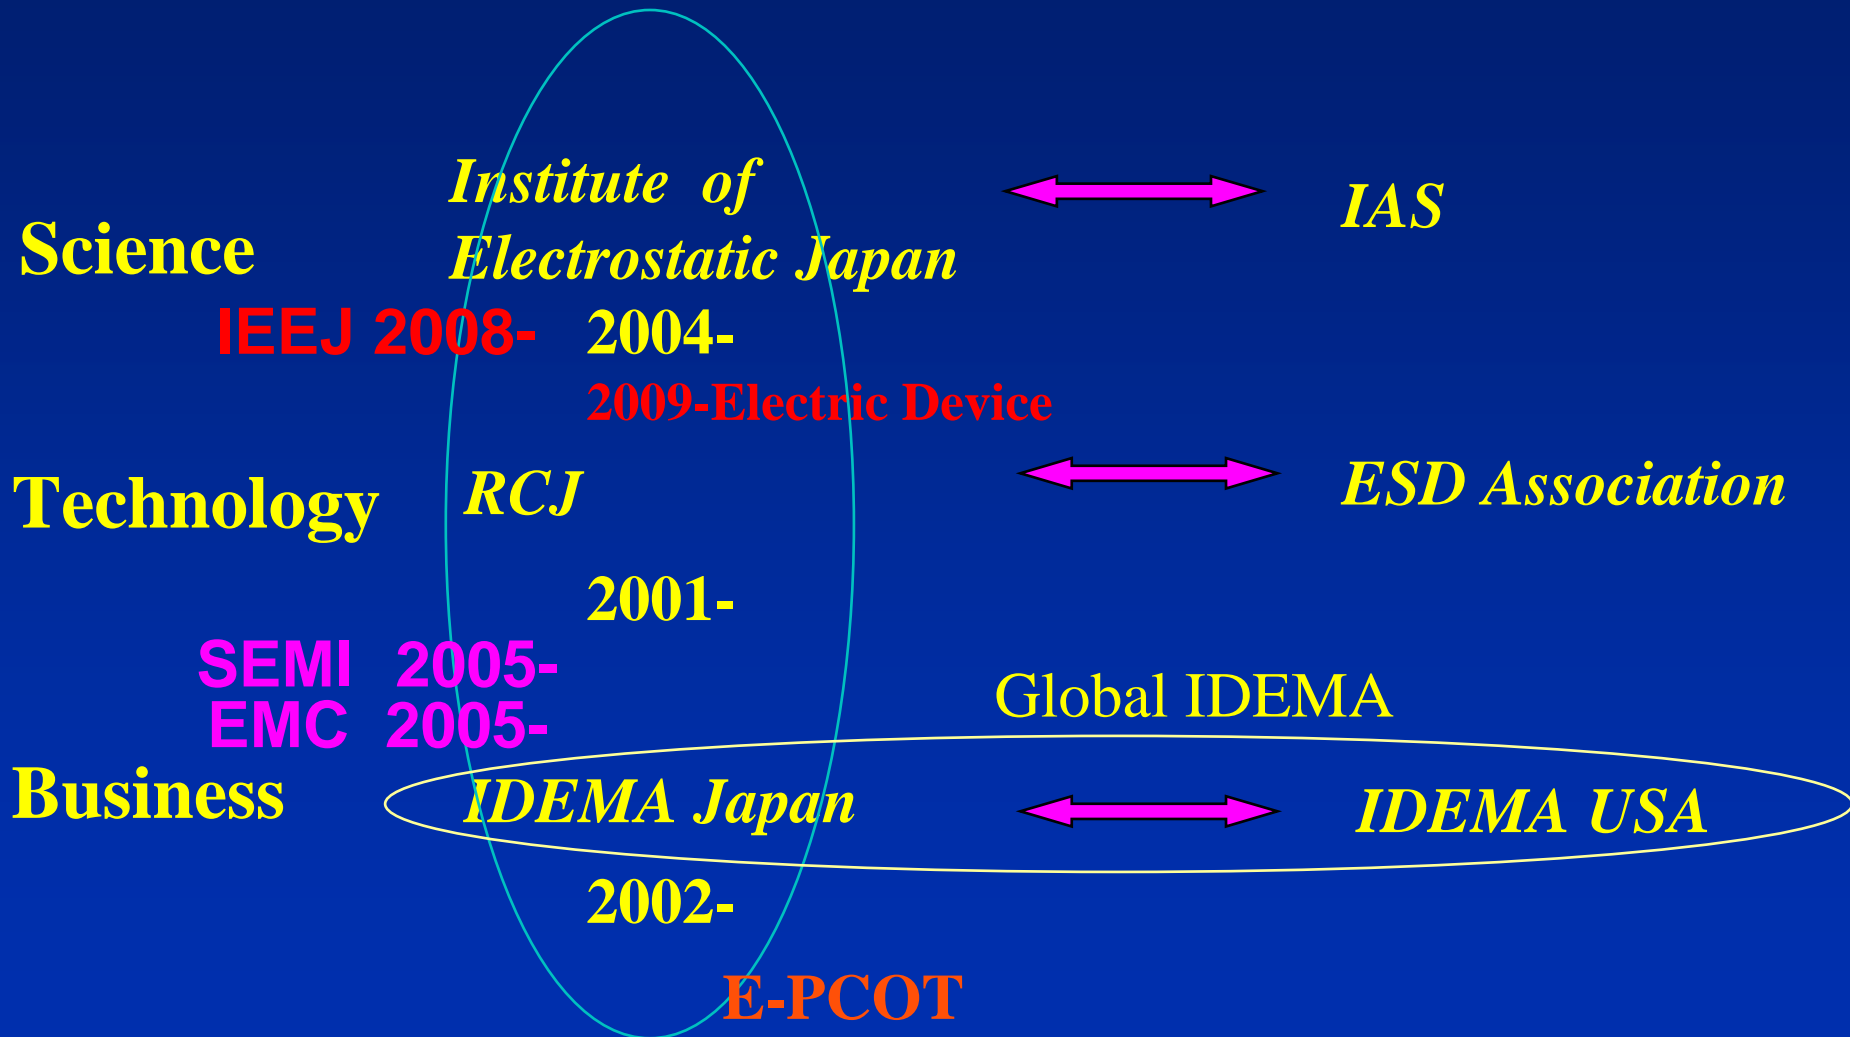 Institute of
Electrostatic Japan
IAS
Science
IEEJ 2008-
2004-
2009-Electric Device
Technology
RCJ
ESD Association
2001-
SEMI 2005-
EMC 2005-
Global IDEMA
Business
IDEMA Japan
IDEMA USA
2002-
E-PCOT